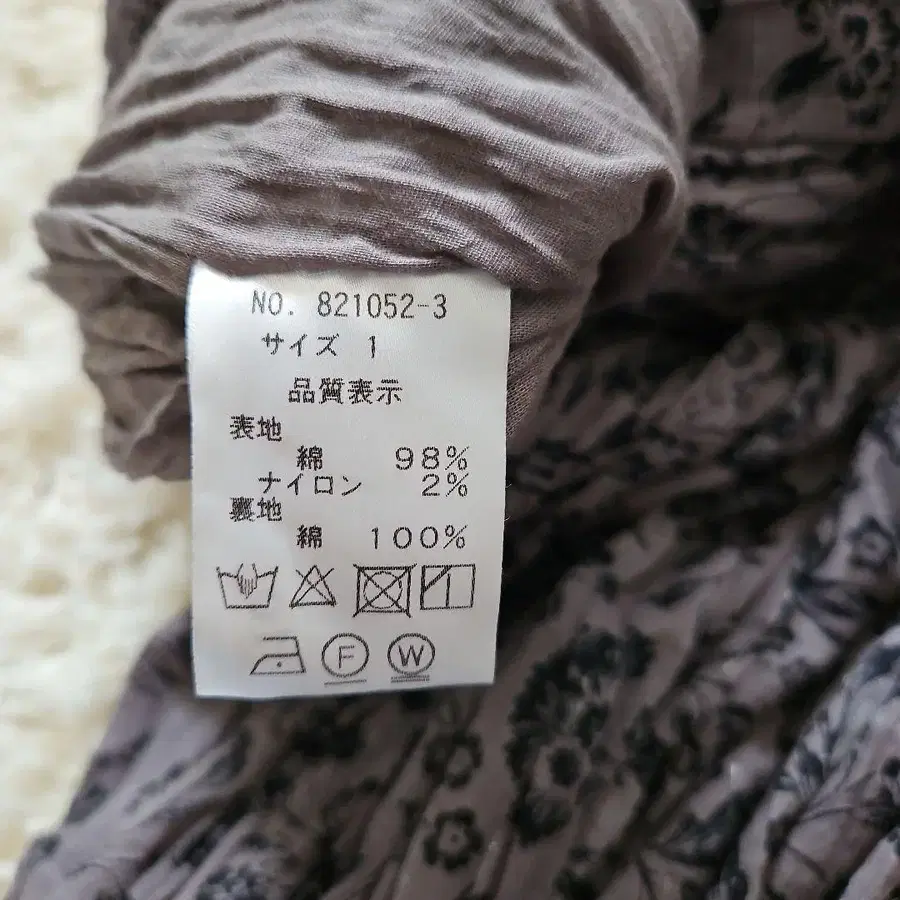 NO. 821052-3
サイズ 1
品質表示
表地
綿 98%
ナイロン 2%
裏地
綿 100%
F W